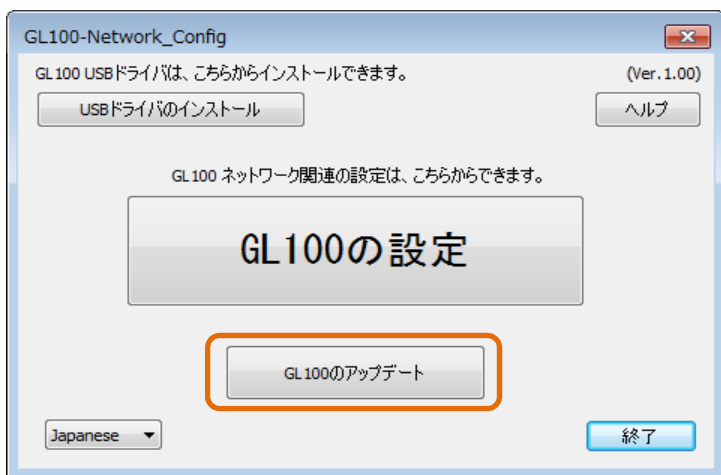 GL100-Network_Config
GL100 USBドライバは、こちらからインストールできます。 (Ver.1.00)
USBドライバのインストール ヘルプ
GL100 ネットワーク関連の設定は、こちらからできます。
GL100の設定
GL100のアップデート
Japanese 終了